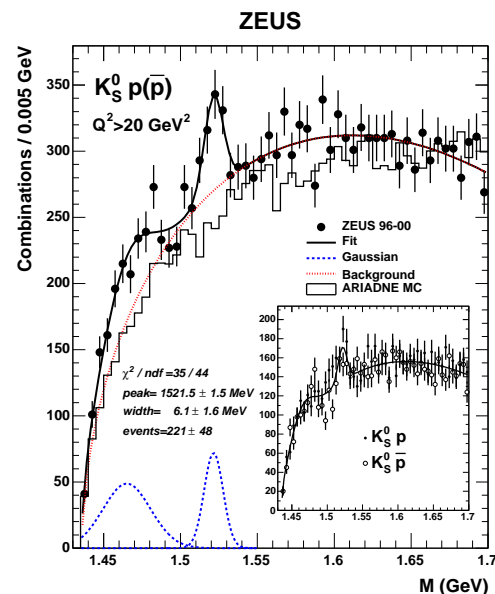 ZEUS
Combinations / 0.005 GeV
350
300
250
200
150
100
50
0
K⁰_S p(p̅)
Q²>20 GeV²
ZEUS 96-00
Fit
Gaussian
Background
ARIADNE MC
χ² / ndf =35 / 44
peak= 1521.5 ± 1.5 MeV
width= 6.1 ± 1.6 MeV
events=221 ± 48
200
180
160
140
120
100
80
60
40
20
0
K⁰_S p
K⁰_S p̅
1.45 1.5 1.55 1.6 1.65 1.7
1.45 1.5 1.55 1.6 1.65 1.7
M (GeV)